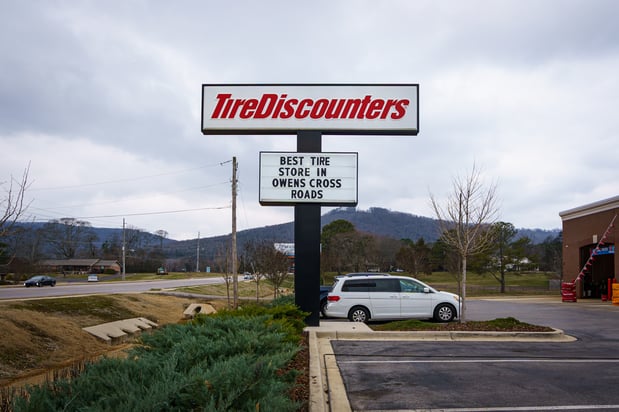 TireDiscounters
BEST TIRE
STORE IN
OWENS CROSS
ROADS